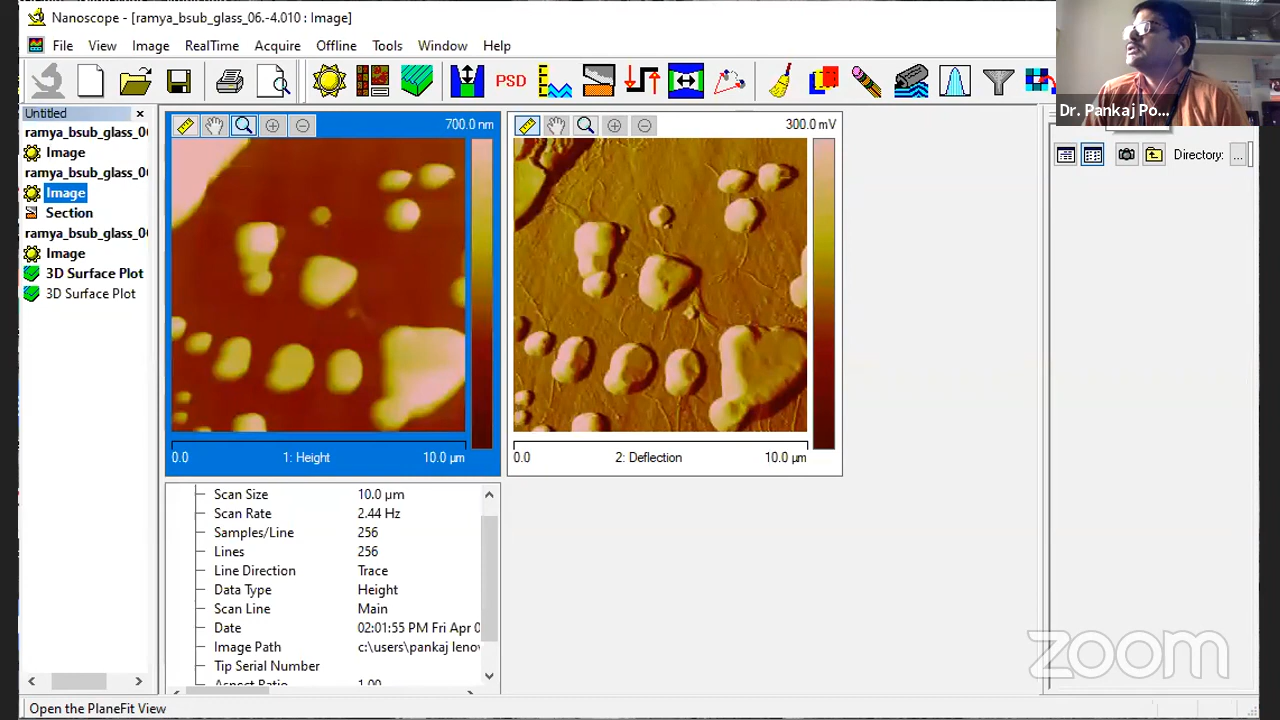 Nanoscope - [ramya_bsub_glass_06.-4.010 : Image]
File View Image RealTime Acquire Offline Tools Window Help
PSD
Dr. Pankaj Po...
Untitled ×
ramya_bsub_glass_0
Image
ramya_bsub_glass_0
Image
Section
ramya_bsub_glass_0
Image
3D Surface Plot
3D Surface Plot
700.0 nm
0.0 1: Height 10.0 µm
300.0 mV
0.0 2: Deflection 10.0 µm
Directory: ...
Scan Size 10.0 µm
Scan Rate 2.44 Hz
Samples/Line 256
Lines 256
Line Direction Trace
Data Type Height
Scan Line Main
Date 02:01:55 PM Fri Apr 0
Image Path c:\users\pankaj lenov
Tip Serial Number
Aspect Ratio 1.00
zoom
Open the PlaneFit View